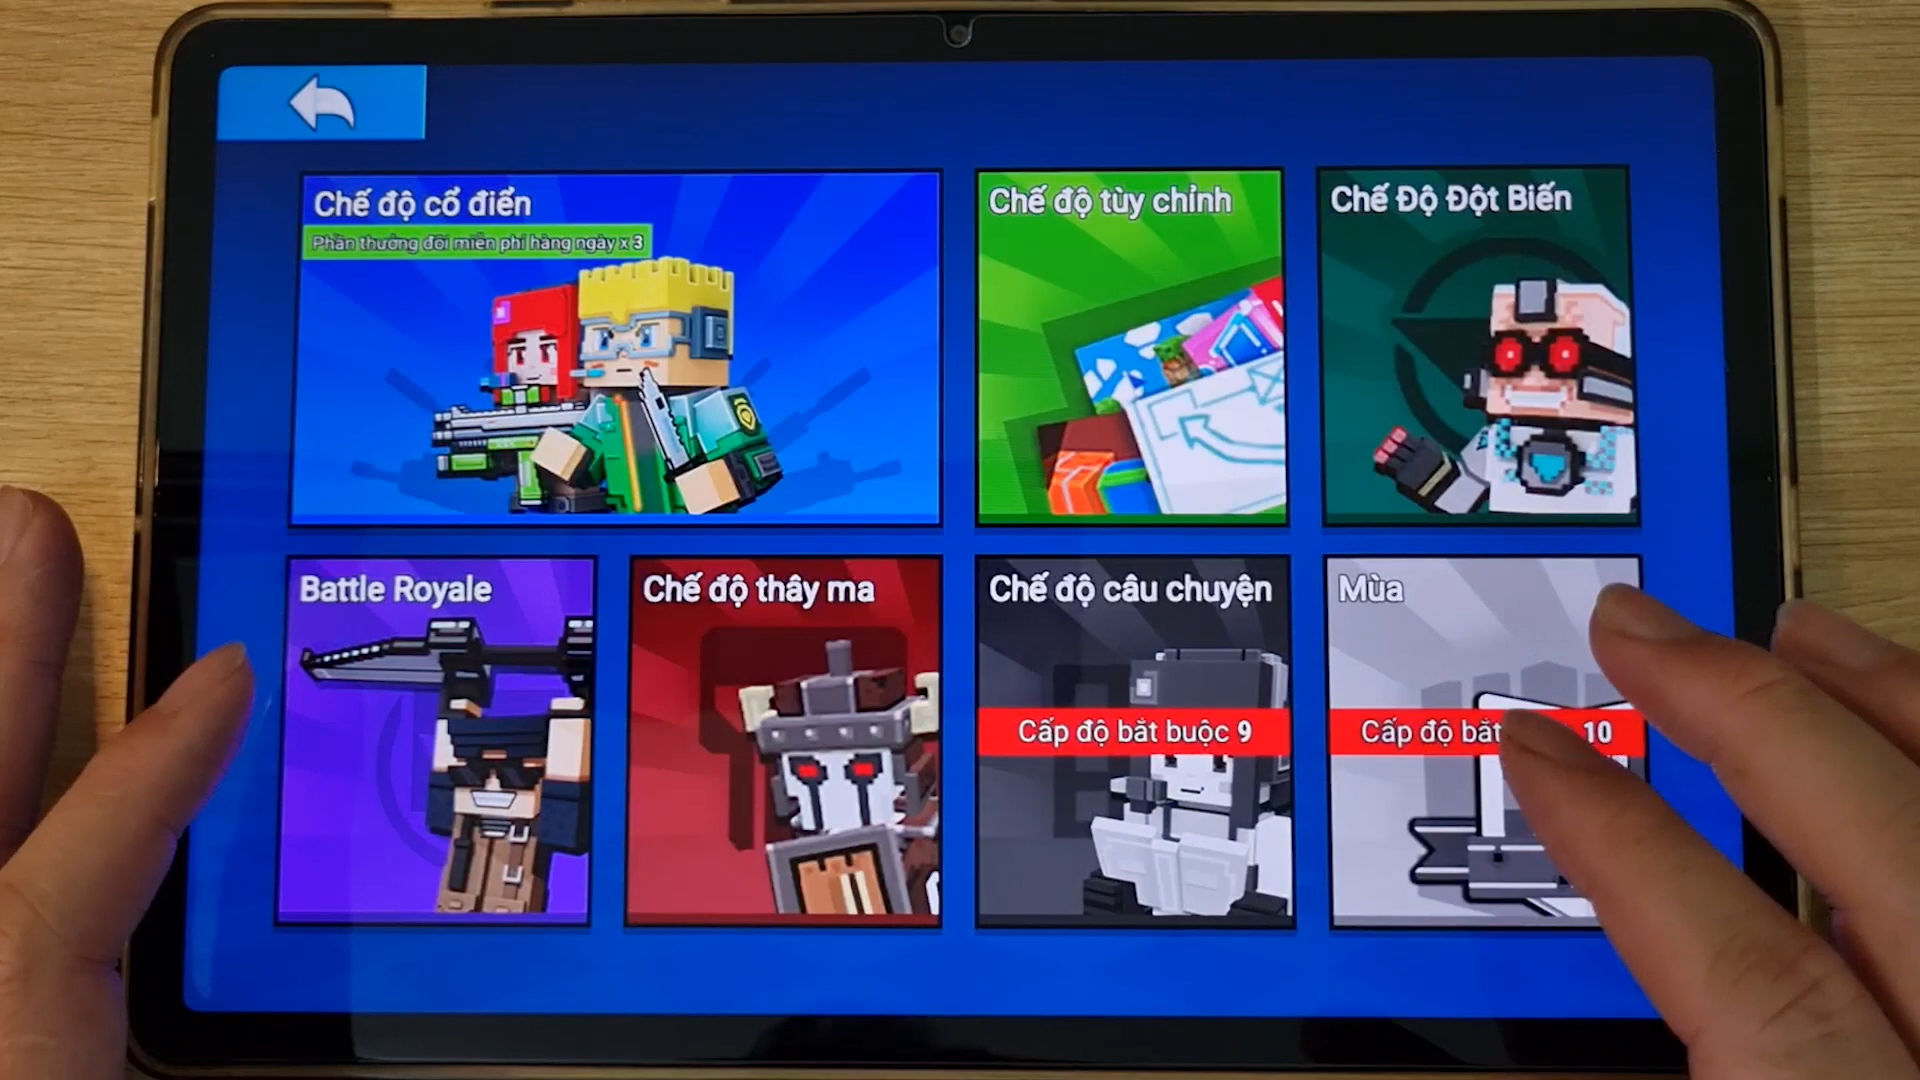 Chế độ cổ điển
Phần thưởng đôi miễn phí hàng ngày x 3
Chế độ tùy chỉnh
Chế Độ Đột Biến
Battle Royale
Chế độ thây ma
Chế độ câu chuyện
Cấp độ bắt buộc 9
Mùa
Cấp độ bắt 10